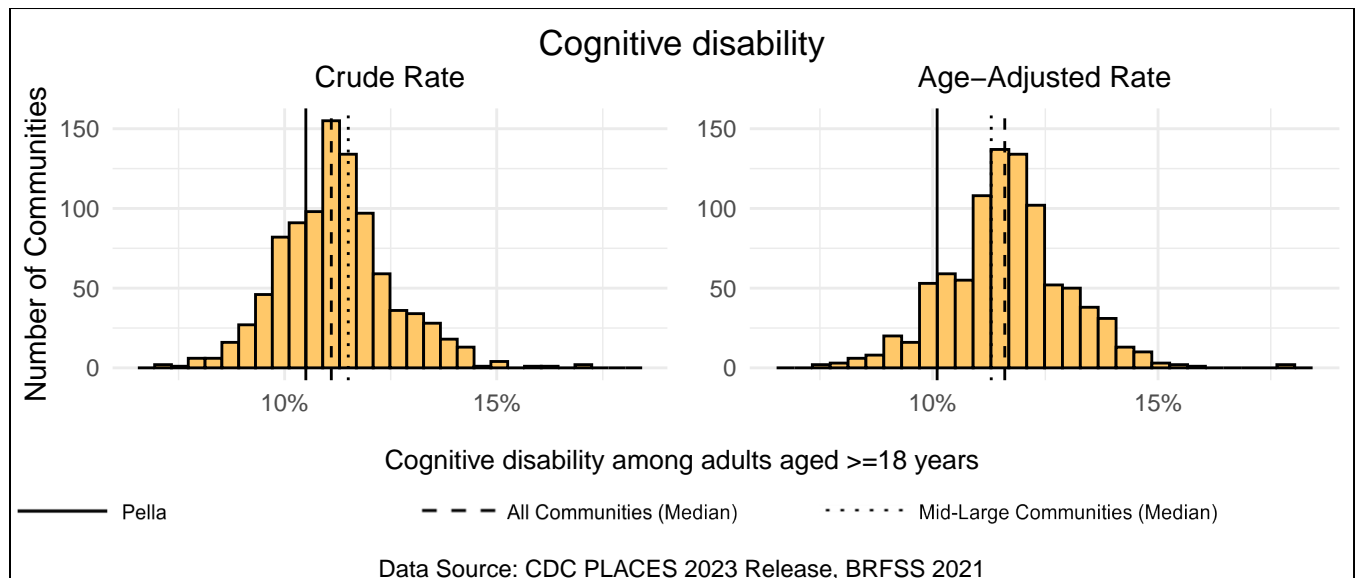 Cognitive disability
Crude Rate
Age−Adjusted Rate
Number of Communities
150
100
50
0
10%
15%
150
100
50
0
10%
15%
Cognitive disability among adults aged >=18 years
Pella
All Communities (Median)
Mid-Large Communities (Median)
Data Source: CDC PLACES 2023 Release, BRFSS 2021